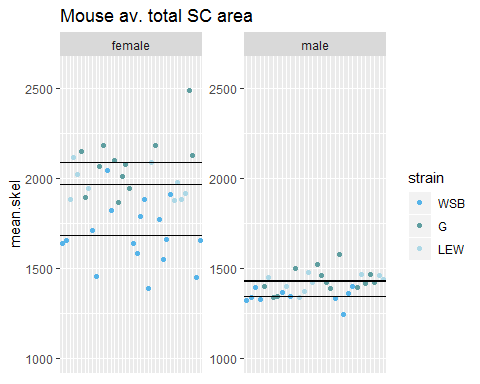 Mouse av. total SC area
female
male
mean.skel
2500
2000
1500
1000
2500
2000
1500
1000
strain
WSB
G
LEW